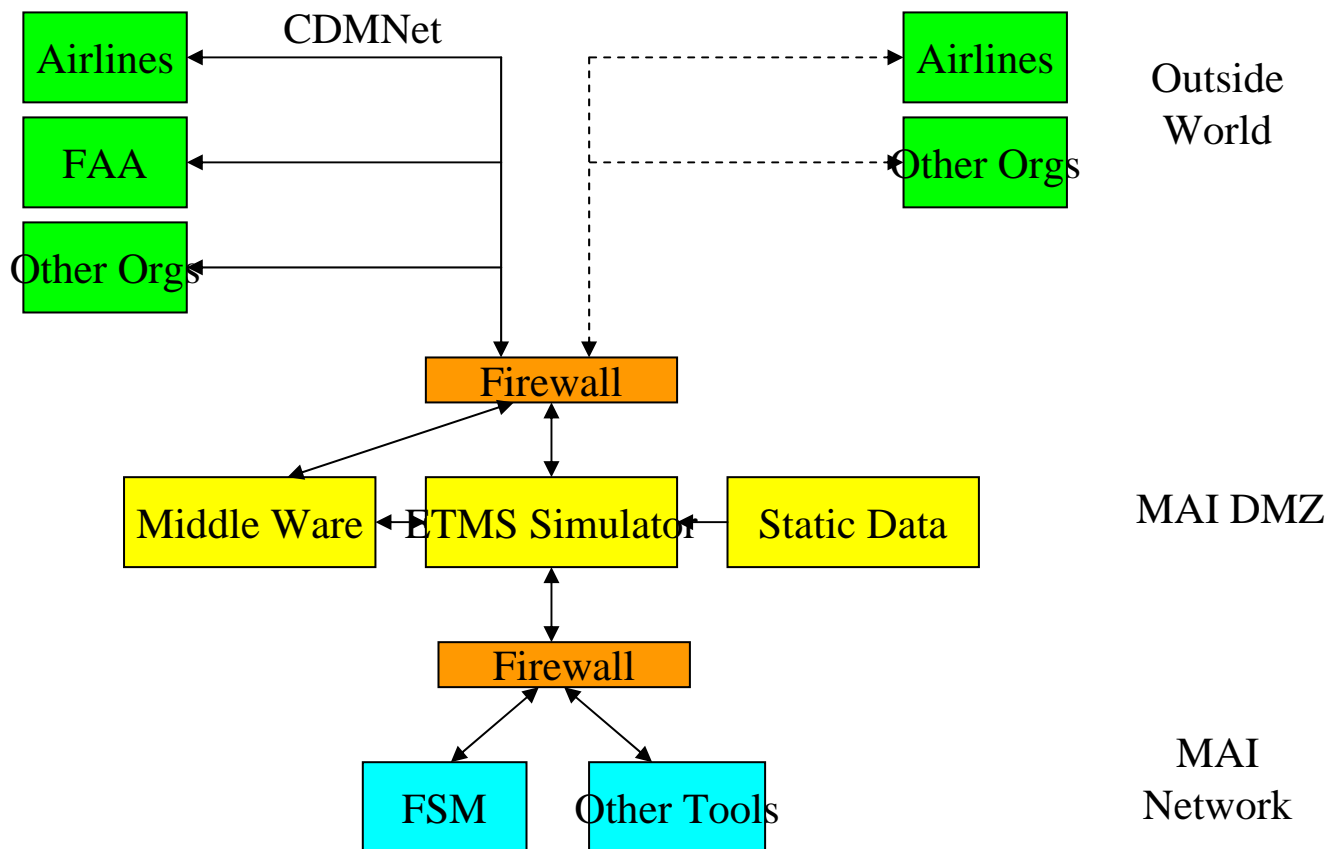 CDMNet
Airlines
Airlines
Outside
World
FAA
Other Orgs
Other Orgs
Firewall
Middle Ware
ETMS Simulator
Static Data
MAI DMZ
Firewall
FSM
Other Tools
MAI
Network